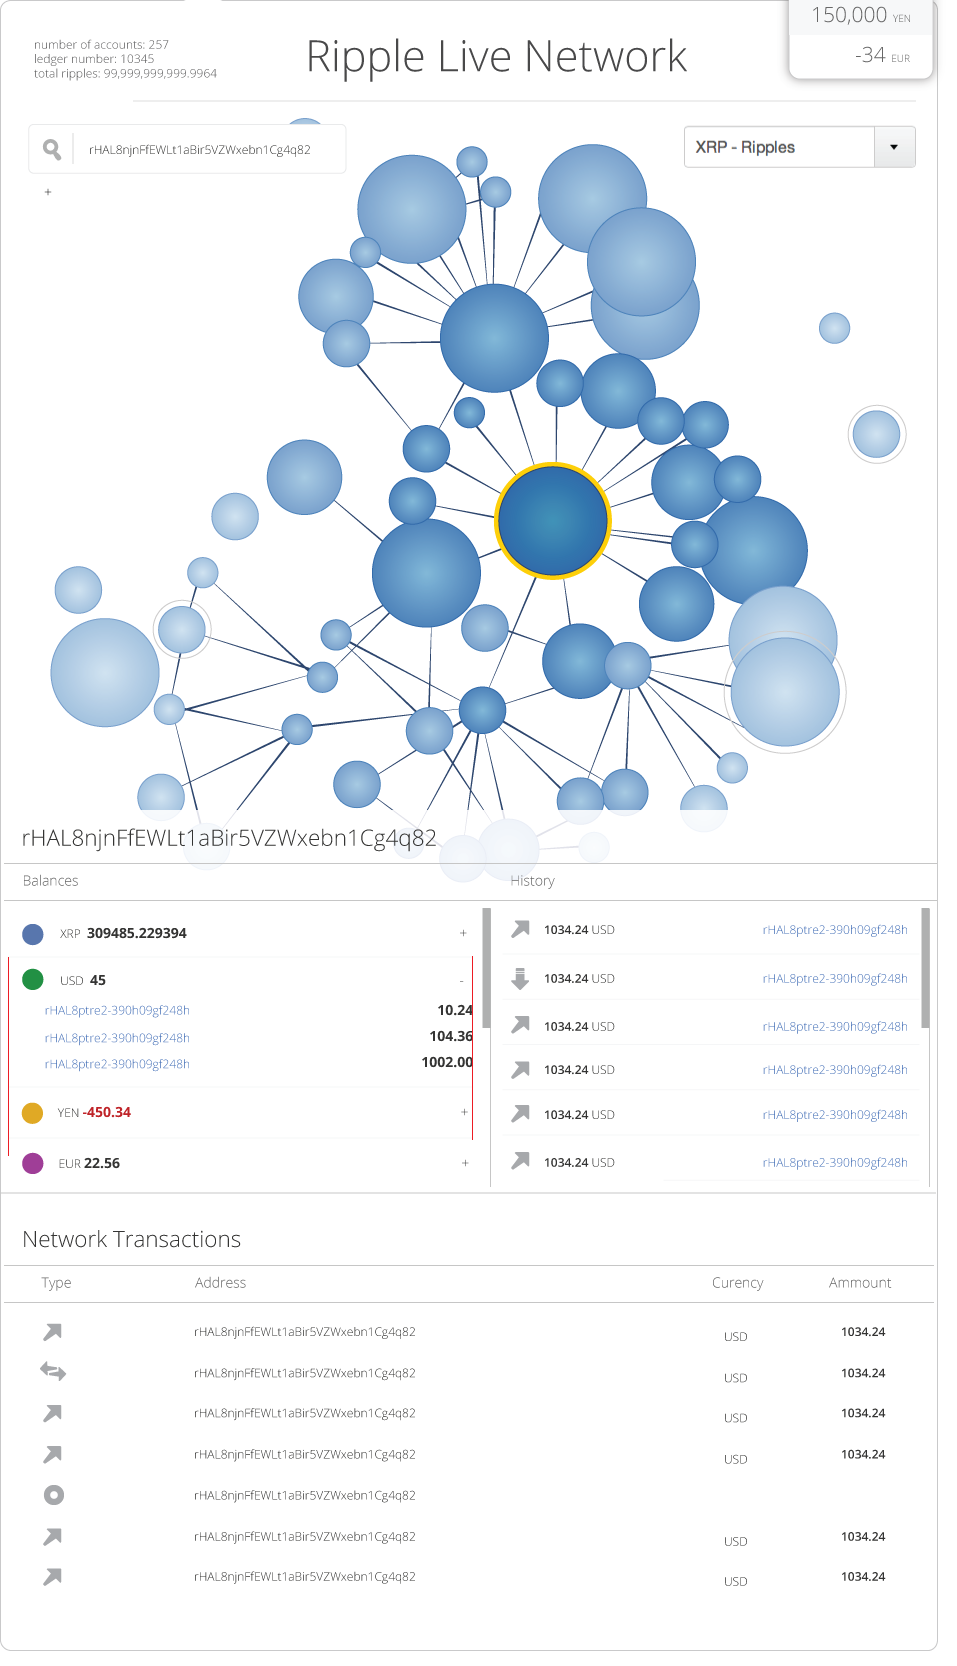 150,000 YEN
-34 EUR
number of accounts: 257
ledger number: 10345
total ripples: 99,999,999,999.9964
Ripple Live Network
rHAL8njnFfEWLt1aBir5VZWxebn1Cg4q82
XRP - Ripples
+
rHAL8njnFfEWLt1aBir5VZWxebn1Cg4q82
Balances
History
XRP 309485.229394 +
USD 45 -
rHAL8ptre2-390h09gf248h 10.24
rHAL8ptre2-390h09gf248h 104.36
rHAL8ptre2-390h09gf248h 1002.00
YEN -450.34 +
EUR 22.56 +
1034.24 USD rHAL8ptre2-390h09gf248h
1034.24 USD rHAL8ptre2-390h09gf248h
1034.24 USD rHAL8ptre2-390h09gf248h
1034.24 USD rHAL8ptre2-390h09gf248h
1034.24 USD rHAL8ptre2-390h09gf248h
1034.24 USD rHAL8ptre2-390h09gf248h
Network Transactions
Type Address Curency Ammount
rHAL8njnFfEWLt1aBir5VZWxebn1Cg4q82 USD 1034.24
rHAL8njnFfEWLt1aBir5VZWxebn1Cg4q82 USD 1034.24
rHAL8njnFfEWLt1aBir5VZWxebn1Cg4q82 USD 1034.24
rHAL8njnFfEWLt1aBir5VZWxebn1Cg4q82 USD 1034.24
rHAL8njnFfEWLt1aBir5VZWxebn1Cg4q82
rHAL8njnFfEWLt1aBir5VZWxebn1Cg4q82 USD 1034.24
rHAL8njnFfEWLt1aBir5VZWxebn1Cg4q82 USD 1034.24